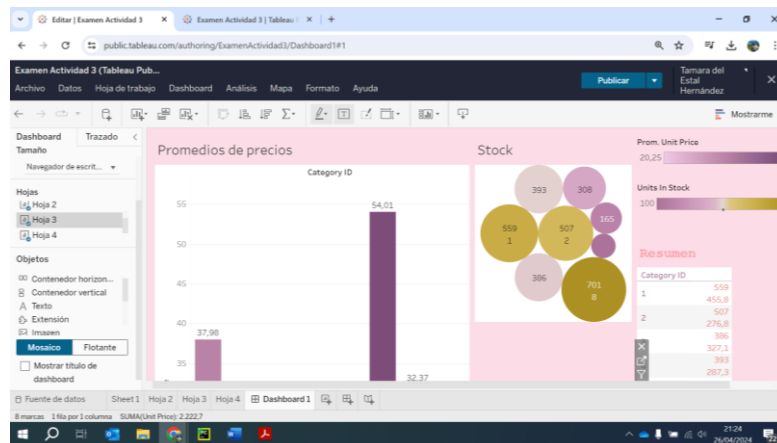 Editar | Examen Actividad 3
Examen Actividad 3 | Tableau
public.tableau.com/authoring/ExamenActividad3/Dashboard1#1
Examen Actividad 3 (Tableau Pub...
Publicar
Tamara del Estal Hernández
Archivo Datos Hoja de trabajo Dashboard Análisis Mapa Formato Ayuda
Mostrarme
Dashboard Trazado
Tamaño
Navegador de escrit...
Hojas
Hoja 2
Hoja 3
Hoja 4
Objetos
Contenedor horizon...
Contenedor vertical
Texto
Extensión
Imagen
Mosaico Flotante
Mostrar título de dashboard
Promedios de precios
Category ID
55
50
45
40
35
37,98
54,01
32,37
Stock
393
308
165
559
1
507
2
386
701
8
Prom. Unit Price
20,25
Units In Stock
100
Resumen
Category ID
1 559
455,8
2 507
276,8
386
327,1
393
287,3
Fuente de datos Sheet 1 Hoja 2 Hoja 3 Hoja 4 Dashboard 1
8 marcas 1 fila por 1 columna SUMA(Unit Price): 2.222,7
21:24
26/04/2024